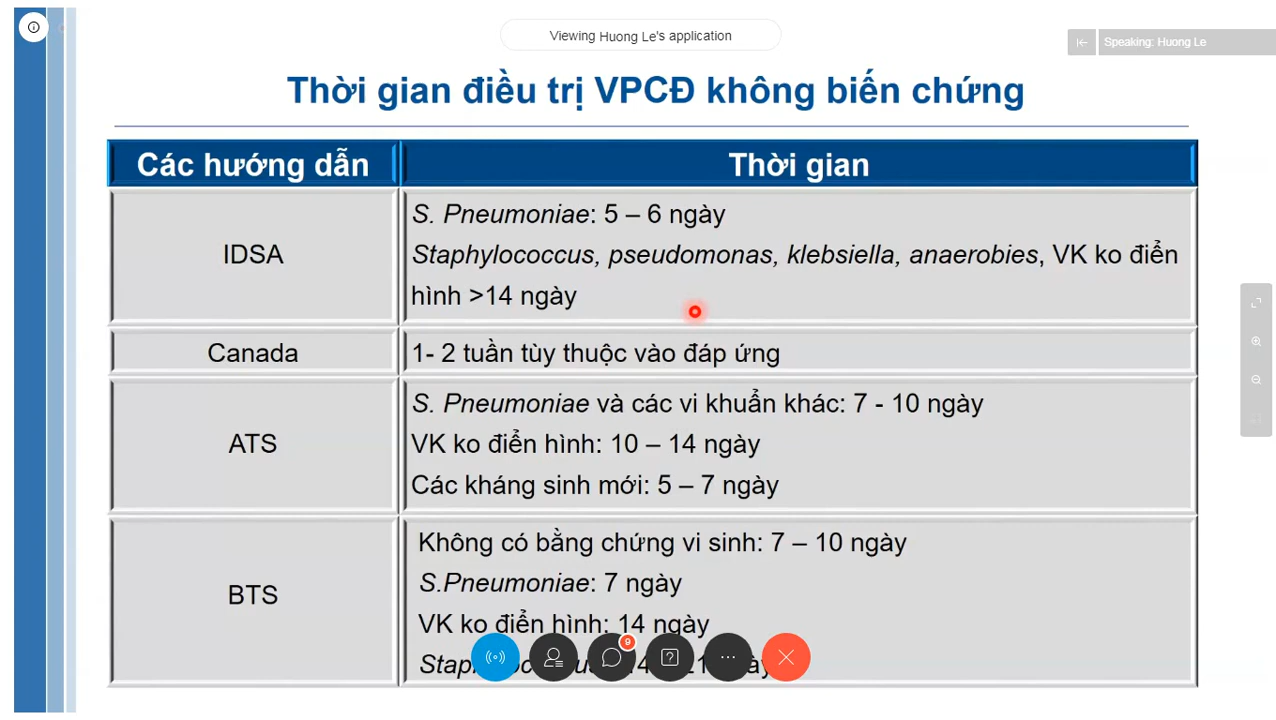 Viewing Huong Le's application
Speaking: Huong Le
Thời gian điều trị VPCĐ không biến chứng
Các hướng dẫn
Thời gian
IDSA
S. Pneumoniae: 5 – 6 ngày
Staphylococcus, pseudomonas, klebsiella, anaerobies, VK ko điển
hình >14 ngày
Canada
1- 2 tuần tùy thuộc vào đáp ứng
ATS
S. Pneumoniae và các vi khuẩn khác: 7 - 10 ngày
VK ko điển hình: 10 – 14 ngày
Các kháng sinh mới: 5 – 7 ngày
BTS
Không có bằng chứng vi sinh: 7 – 10 ngày
S.Pneumoniae: 7 ngày
VK ko điển hình: 14 ngày
9